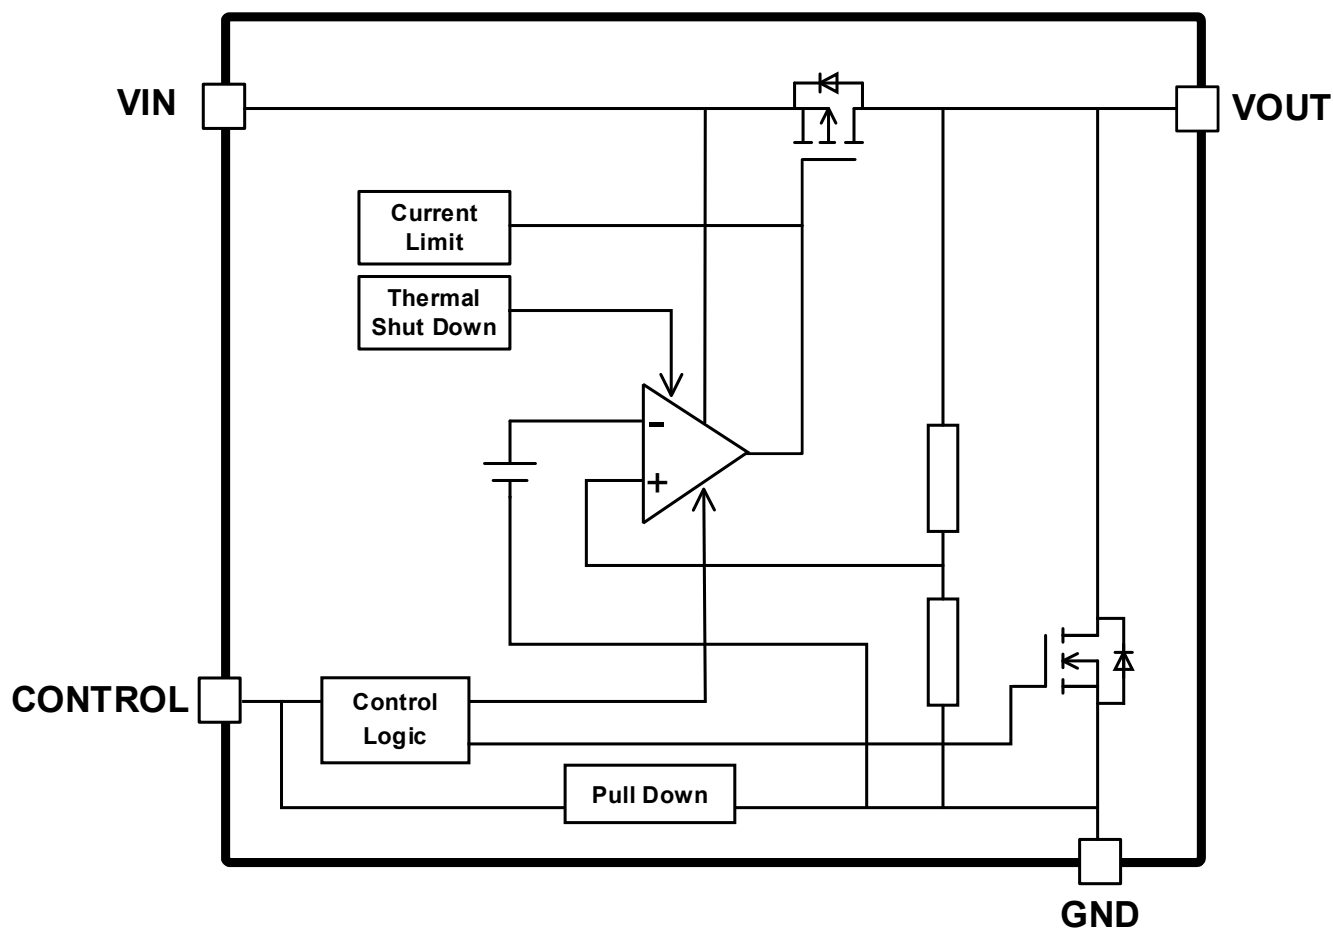 VIN
VOUT
Current
Limit
Thermal
Shut Down
-
+
CONTROL
Control
Logic
Pull Down
GND